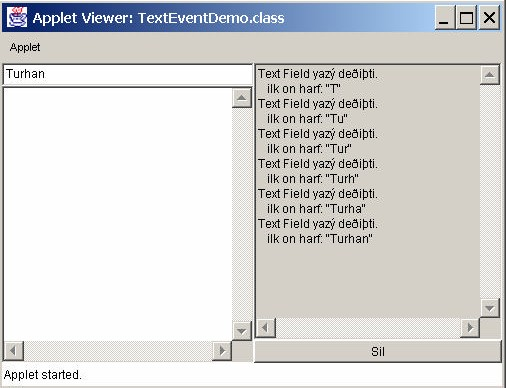 Applet Viewer: TextEventDemo.class
Applet
Turhan
Text Field yazý deðiþti.
ilk on harf: "T"
Text Field yazý deðiþti.
ilk on harf: "Tu"
Text Field yazý deðiþti.
ilk on harf: "Tur"
Text Field yazý deðiþti.
ilk on harf: "Turh"
Text Field yazý deðiþti.
ilk on harf: "Turha"
Text Field yazý deðiþti.
ilk on harf: "Turhan"
Sil
Applet started.